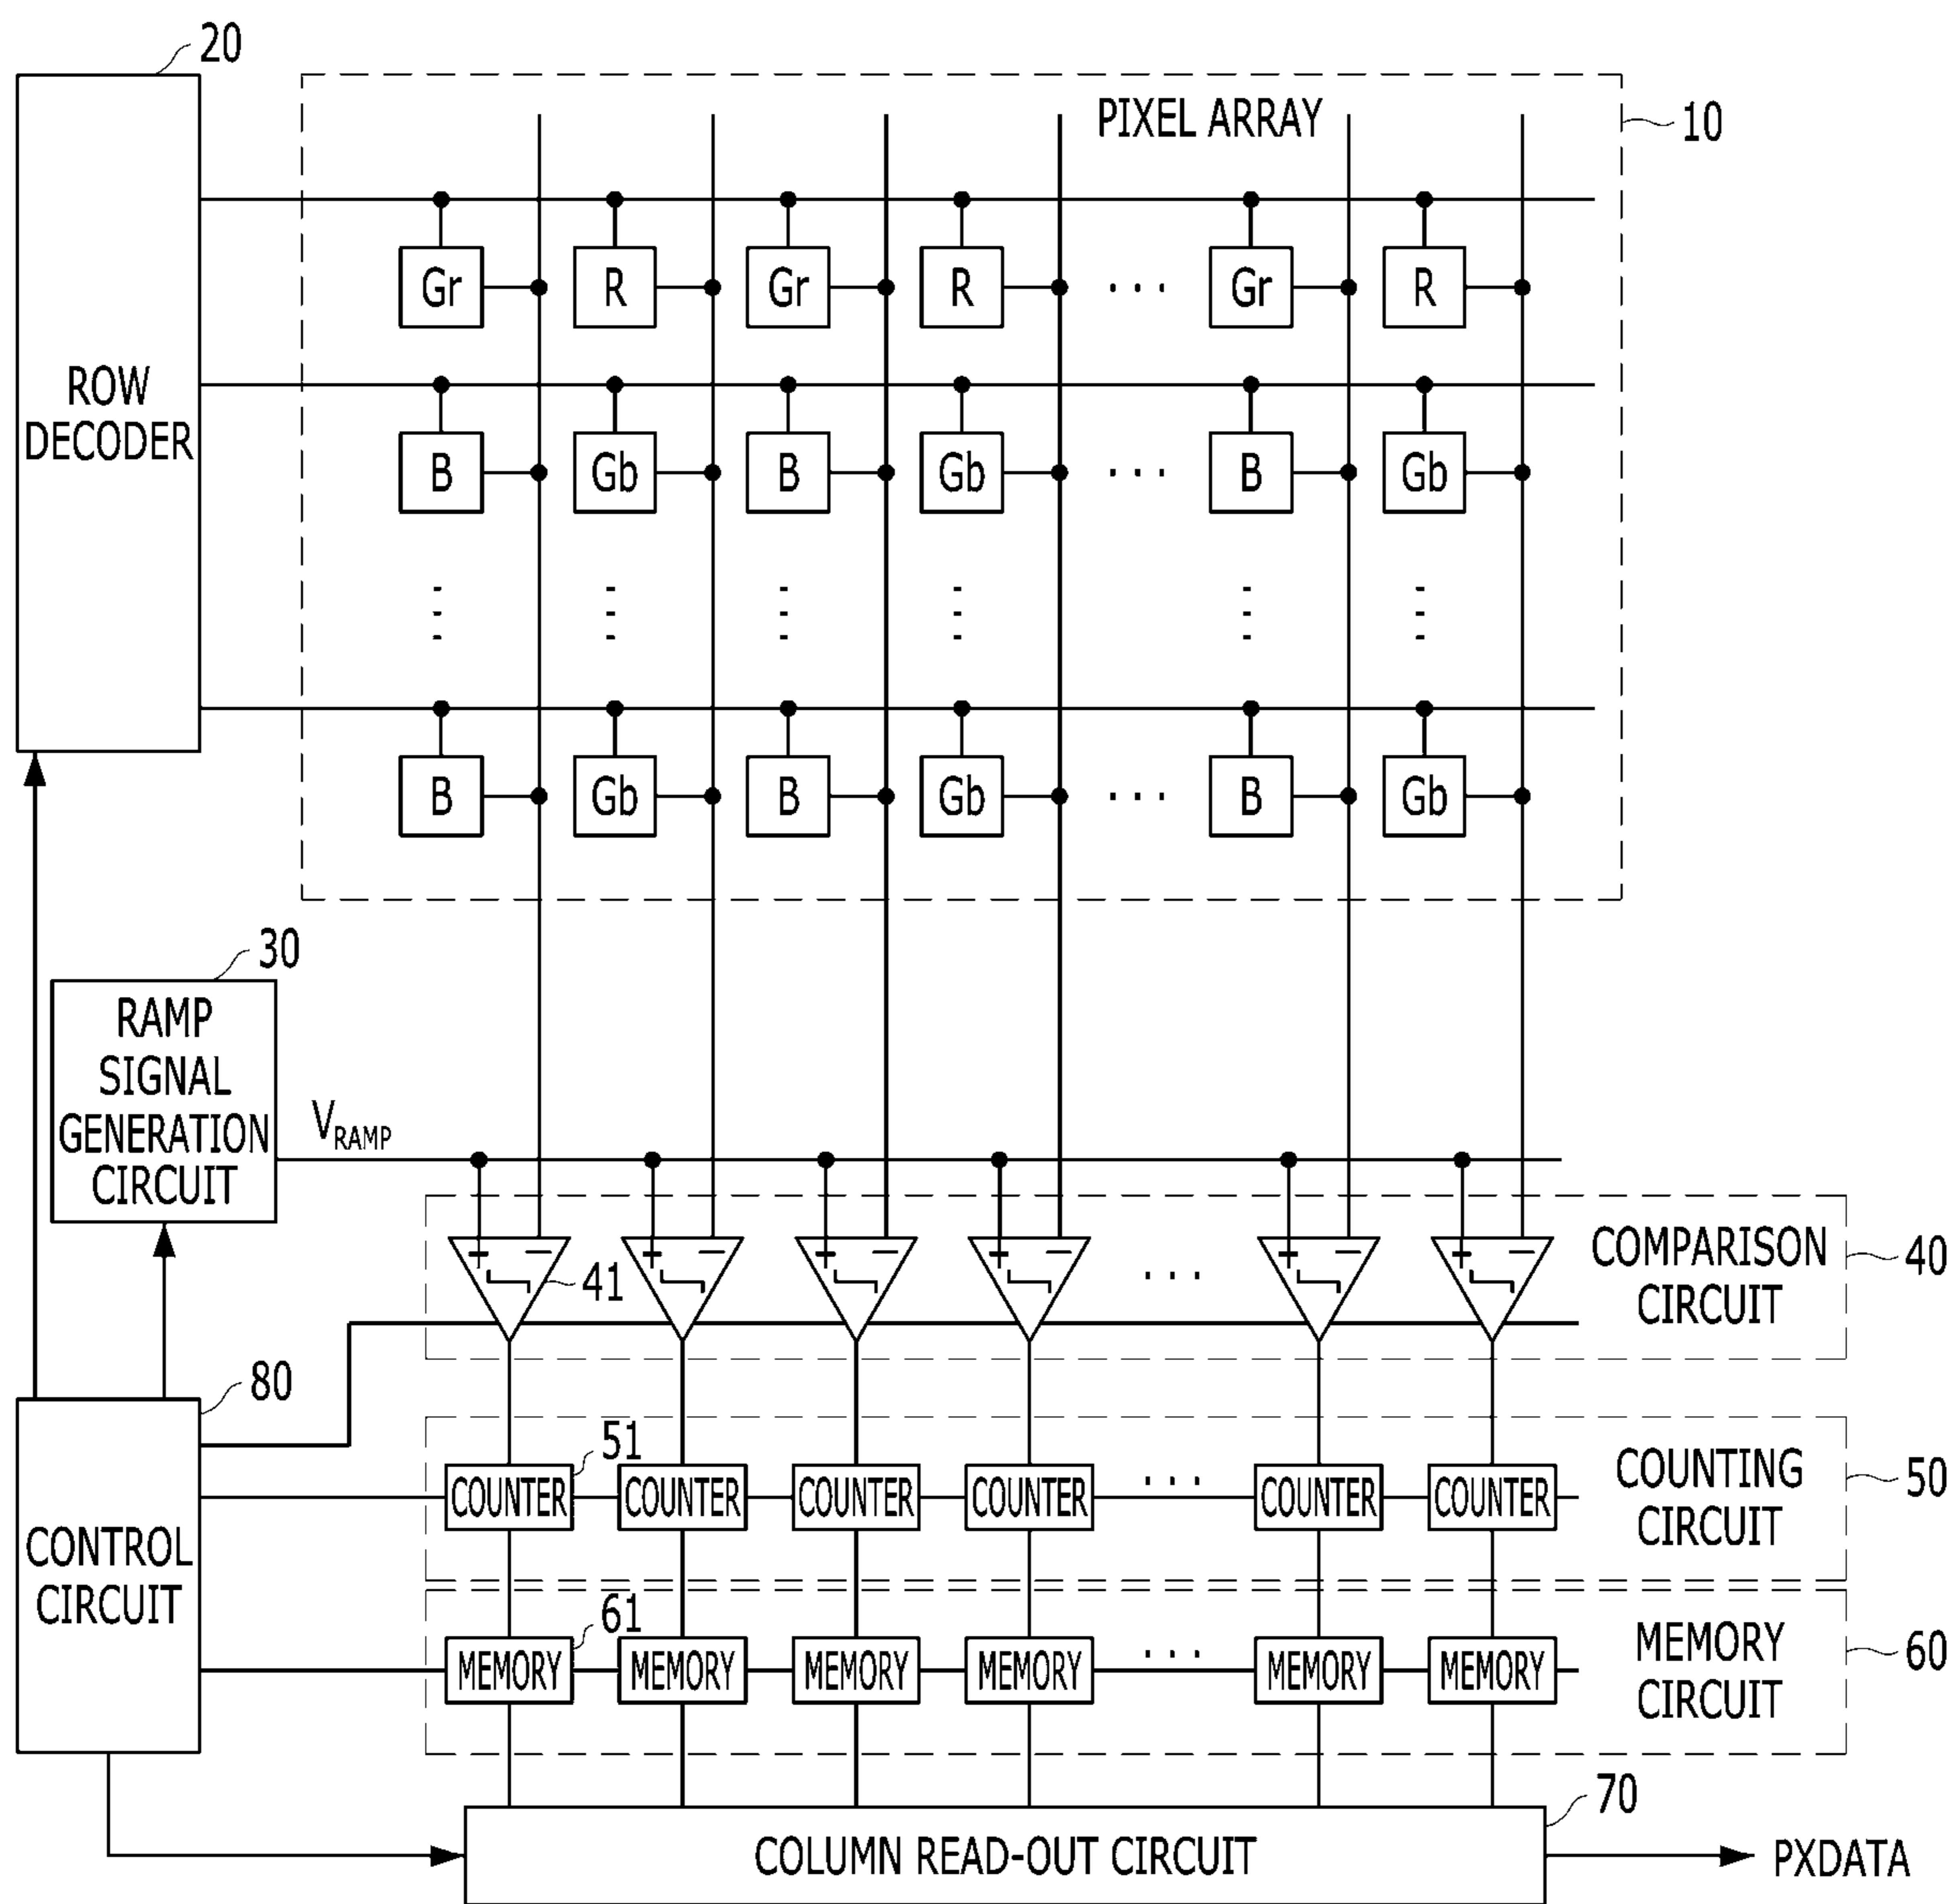 20
PIXEL ARRAY
10
Gr R Gr R ... Gr R
ROW
DECODER
B Gb B Gb ... B Gb
B Gb B Gb ... B Gb
30
RAMP
SIGNAL
GENERATION
CIRCUIT
VRAMP
+ − + − + − + − ... + − + −
41
COMPARISON
CIRCUIT
40
80
CONTROL
CIRCUIT
51
COUNTER COUNTER COUNTER COUNTER ... COUNTER COUNTER
COUNTING
CIRCUIT
50
61
MEMORY MEMORY MEMORY MEMORY ... MEMORY MEMORY
MEMORY
CIRCUIT
60
70
COLUMN READ-OUT CIRCUIT
PXDATA